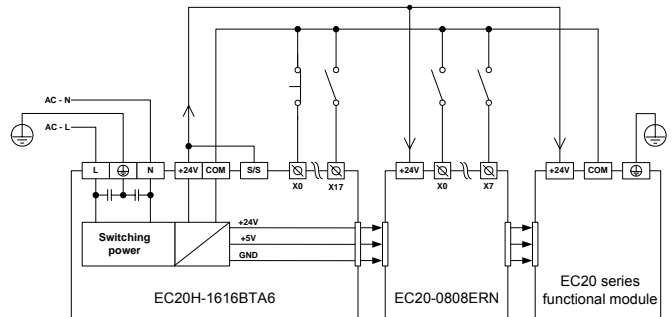 AC - N
AC - L
L
N
+24V
COM
S/S
X0
X17
+24V
X0
X7
+24V
COM
Switching
power
+24V
+5V
GND
EC20H-1616BTA6
EC20-0808ERN
EC20 series
functional module